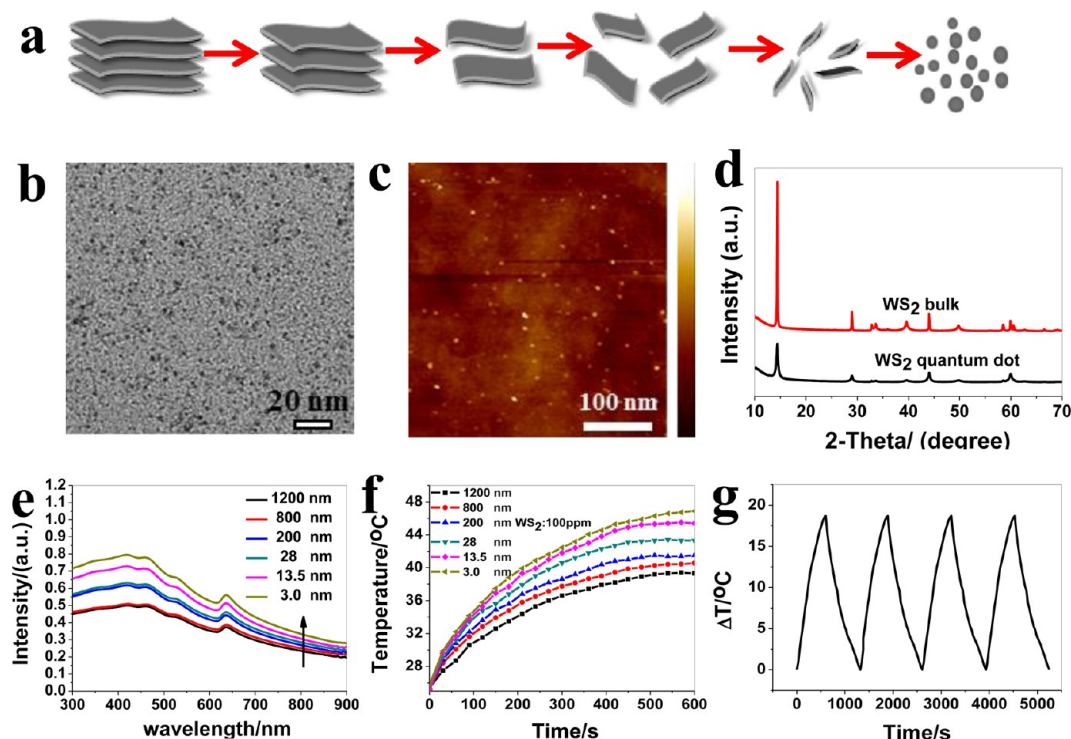 a
b
20 nm
c
100 nm
d
Intensity (a.u.)
WS2 bulk
WS2 quantum dot
10 20 30 40 50 60 70
2-Theta/ (degree)
e
Intensity/(a.u.)
1.2
1.1
1.0
0.9
0.8
0.7
0.6
0.5
0.4
0.3
0.2
0.1
0.0
1200 nm
800 nm
200 nm
28 nm
13.5 nm
3.0 nm
300 400 500 600 700 800 900
wavelength/nm
f
Temperature/°C
48
44
40
36
32
28
1200 nm
800 nm
200 nm WS2:100ppm
28 nm
13.5 nm
3.0 nm
0 100 200 300 400 500 600
Time/s
g
ΔT/°C
20
15
10
5
0
0 1000 2000 3000 4000 5000
Time/s